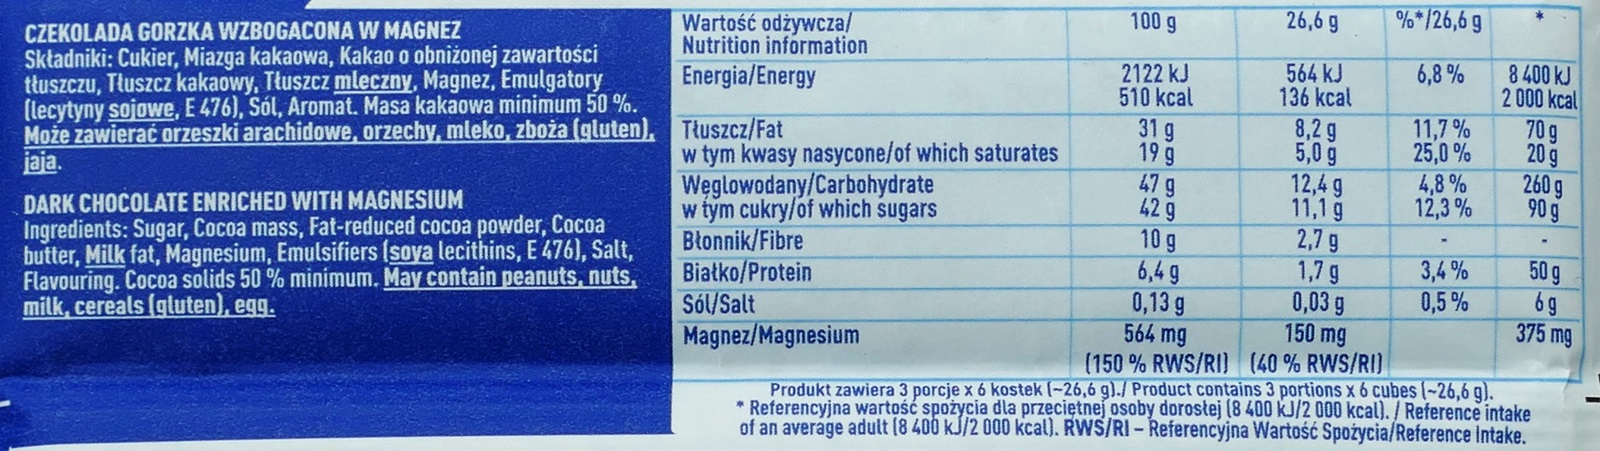 CZEKOLADA GORZKA WZBOGACONA W MAGNEZ
Składniki: Cukier, Miazga kakaowa, Kakao o obniżonej zawartości
tłuszczu, Tłuszcz kakaowy, Tłuszcz mleczny, Magnez, Emulgatory
(lecytyny sojowe, E 476), Sól, Aromat. Masa kakaowa minimum 50 %.
Może zawierać orzeszki arachidowe, orzechy, mleko, zboża (gluten),
jaja.
DARK CHOCOLATE ENRICHED WITH MAGNESIUM
Ingredients: Sugar, Cocoa mass, Fat-reduced cocoa powder, Cocoa
butter, Milk fat, Magnesium, Emulsifiers (soya lecithins, E 476), Salt,
Flavouring. Cocoa solids 50 % minimum. May contain peanuts, nuts,
milk, cereals (gluten), egg.
Wartość odżywcza/ 100 g 26,6 g %*/26,6 g *
Nutrition information
Energia/Energy 2122 kJ 564 kJ 6,8 % 8 400 kJ
510 kcal 136 kcal 2 000 kcal
Tłuszcz/Fat 31 g 8,2 g 11,7 % 70 g
w tym kwasy nasycone/of which saturates 19 g 5,0 g 25,0 % 20 g
Węglowodany/Carbohydrate 47 g 12,4 g 4,8 % 260 g
w tym cukry/of which sugars 42 g 11,1 g 12,3 % 90 g
Błonnik/Fibre 10 g 2,7 g - -
Białko/Protein 6,4 g 1,7 g 3,4 % 50 g
Sól/Salt 0,13 g 0,03 g 0,5 % 6 g
Magnez/Magnesium 564 mg 150 mg 375 mg
(150 % RWS/RI) (40 % RWS/RI)
Produkt zawiera 3 porcje x 6 kostek (~26,6 g)./ Product contains 3 portions x 6 cubes (~26,6 g).
* Referencyjna wartość spożycia dla przeciętnej osoby dorosłej (8 400 kJ/2 000 kcal). / Reference intake
of an average adult (8 400 kJ/2 000 kcal). RWS/RI – Referencyjna Wartość Spożycia/Reference Intake.